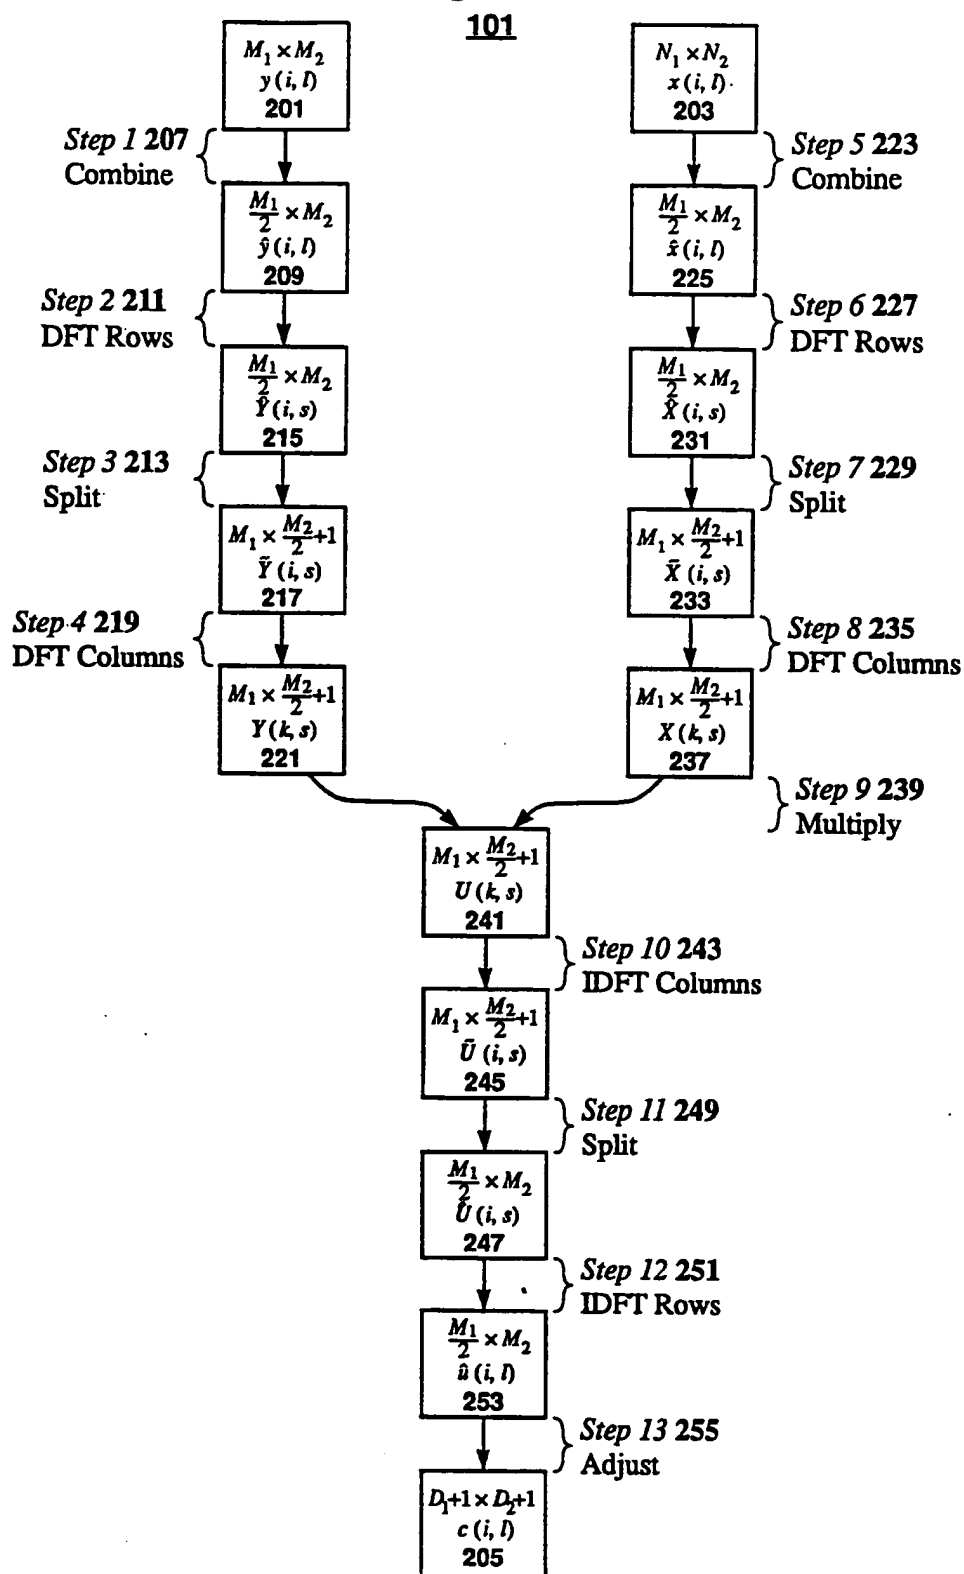 101
M₁ × M₂
y(i, l)
201
Step 1 207
Combine
M₁/2 × M₂
ŷ(i, l)
209
Step 2 211
DFT Rows
M₁/2 × M₂
Ŷ(i, s)
215
Step 3 213
Split
M₁ × M₂/2+1
Ỹ(i, s)
217
Step 4 219
DFT Columns
M₁ × M₂/2+1
Y(k, s)
221
N₁ × N₂
x(i, l)
203
Step 5 223
Combine
M₁/2 × M₂
x̂(i, l)
225
Step 6 227
DFT Rows
M₁/2 × M₂
X̂(i, s)
231
Step 7 229
Split
M₁ × M₂/2+1
X̃(i, s)
233
Step 8 235
DFT Columns
M₁ × M₂/2+1
X(k, s)
237
Step 9 239
Multiply
M₁ × M₂/2+1
U(k, s)
241
Step 10 243
IDFT Columns
M₁ × M₂/2+1
Ũ(i, s)
245
Step 11 249
Split
M₁/2 × M₂
Û(i, s)
247
Step 12 251
IDFT Rows
M₁/2 × M₂
û(i, l)
253
Step 13 255
Adjust
D₁+1 × D₂+1
c(i, l)
205